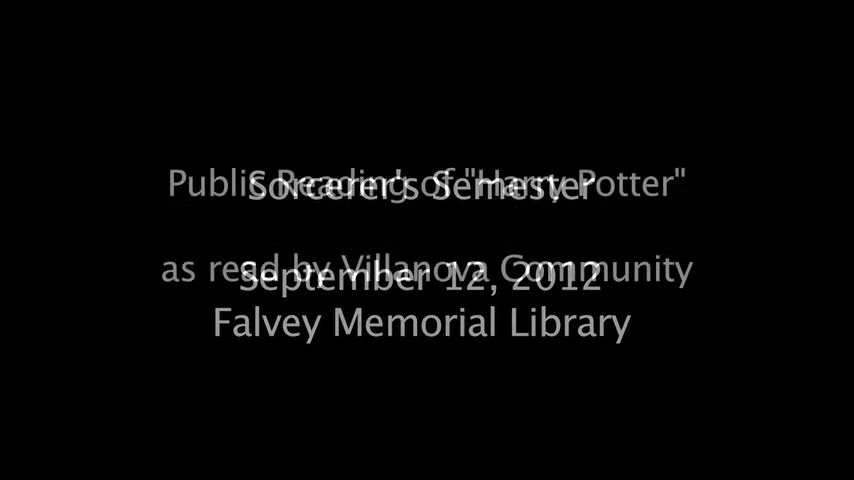 Public Reading of "Harry Potter"
Sorcerer's Semester
as read by Villanova Community
September 12, 2012
Falvey Memorial Library